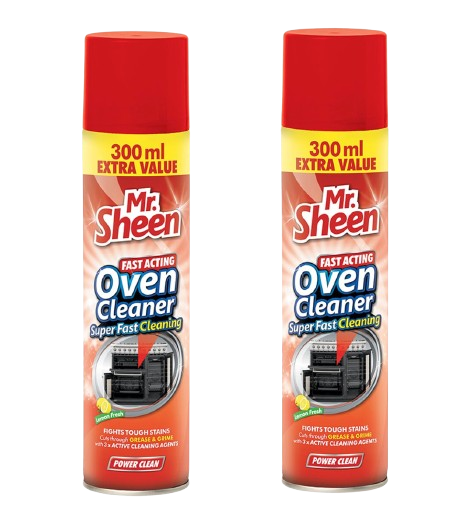 300 ml
EXTRA VALUE
Mr.
Sheen
FAST ACTING
Oven
Cleaner
Super Fast Cleaning
Lemon Fresh
FIGHTS TOUGH STAINS
Cuts through GREASE & GRIME
with 3 x ACTIVE CLEANING AGENTS
POWER CLEAN
300 ml
EXTRA VALUE
Mr.
Sheen
FAST ACTING
Oven
Cleaner
Super Fast Cleaning
Lemon Fresh
FIGHTS TOUGH STAINS
Cuts through GREASE & GRIME
with 3 x ACTIVE CLEANING AGENTS
POWER CLEAN